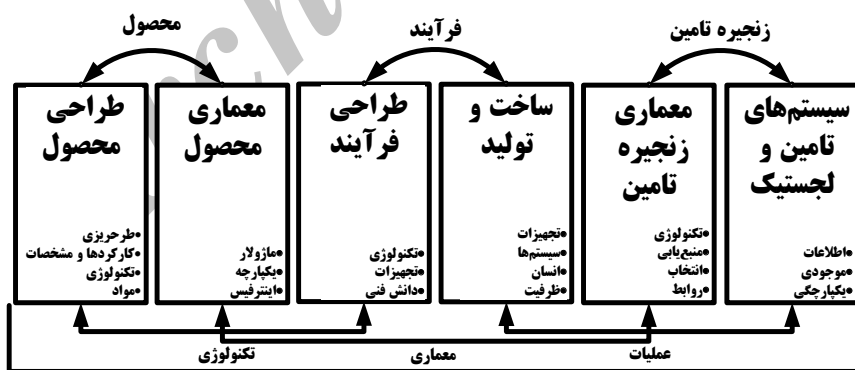 زنجیره تامین
فرآیند
محصول
سیستم‌های
تامین و
لجستیک
•اطلاعات
•موجودی
•یکپارچگی
معماری
زنجیره
تامین
•تکنولوژی
•منبع‌یابی
•انتخاب
•روابط
ساخت و
تولید
•تجهیزات
•سیستم‌ها
•انسان
•ظرفیت
طراحی
فرآیند
•تکنولوژی
•تجهیزات
•دانش فنی
معماری
محصول
•ماژولار
•یکپارچه
•اینترفیس
طراحی
محصول
•طرحریزی
•کارکردها و مشخصات
•تکنولوژی
•مواد
عملیات
معماری
تکنولوژی